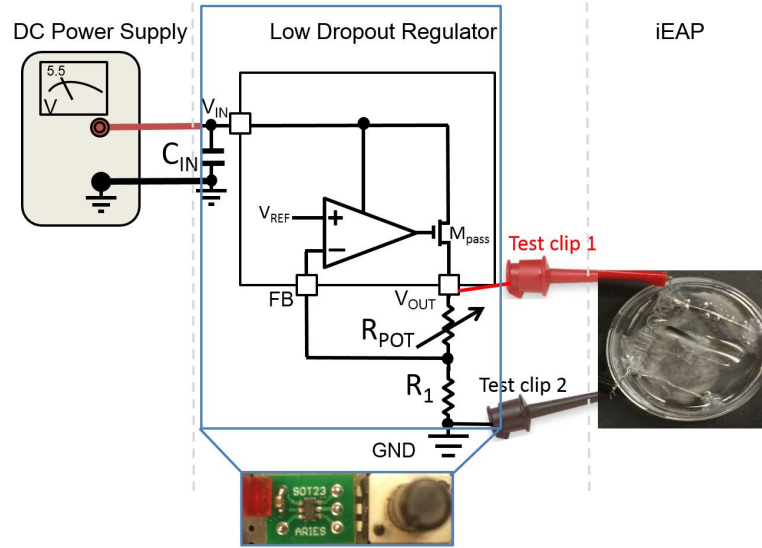 DC Power Supply
Low Dropout Regulator
iEAP
5.5
V
VIN
CIN
VREF
+
−
Mpass
Test clip 1
FB
VOUT
RPOT
R1
Test clip 2
GND
SOT23
ARIES